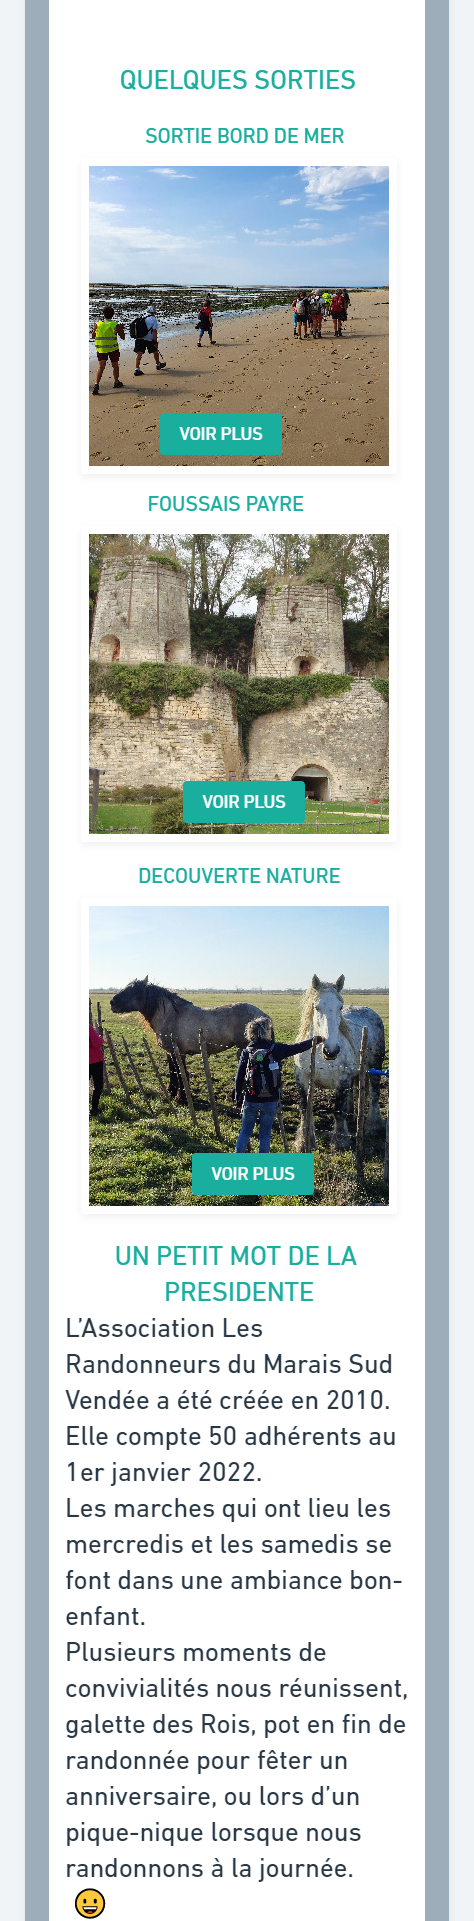 QUELQUES SORTIES
SORTIE BORD DE MER
VOIR PLUS
FOUSSAIS PAYRE
VOIR PLUS
DECOUVERTE NATURE
VOIR PLUS
UN PETIT MOT DE LA
PRESIDENTE
L’Association Les
Randonneurs du Marais Sud
Vendée a été créée en 2010.
Elle compte 50 adhérents au
1er janvier 2022.
Les marches qui ont lieu les
mercredis et les samedis se
font dans une ambiance bon-
enfant.
Plusieurs moments de
convivialités nous réunissent,
galette des Rois, pot en fin de
randonnée pour fêter un
anniversaire, ou lors d’un
pique-nique lorsque nous
randonnons à la journée.